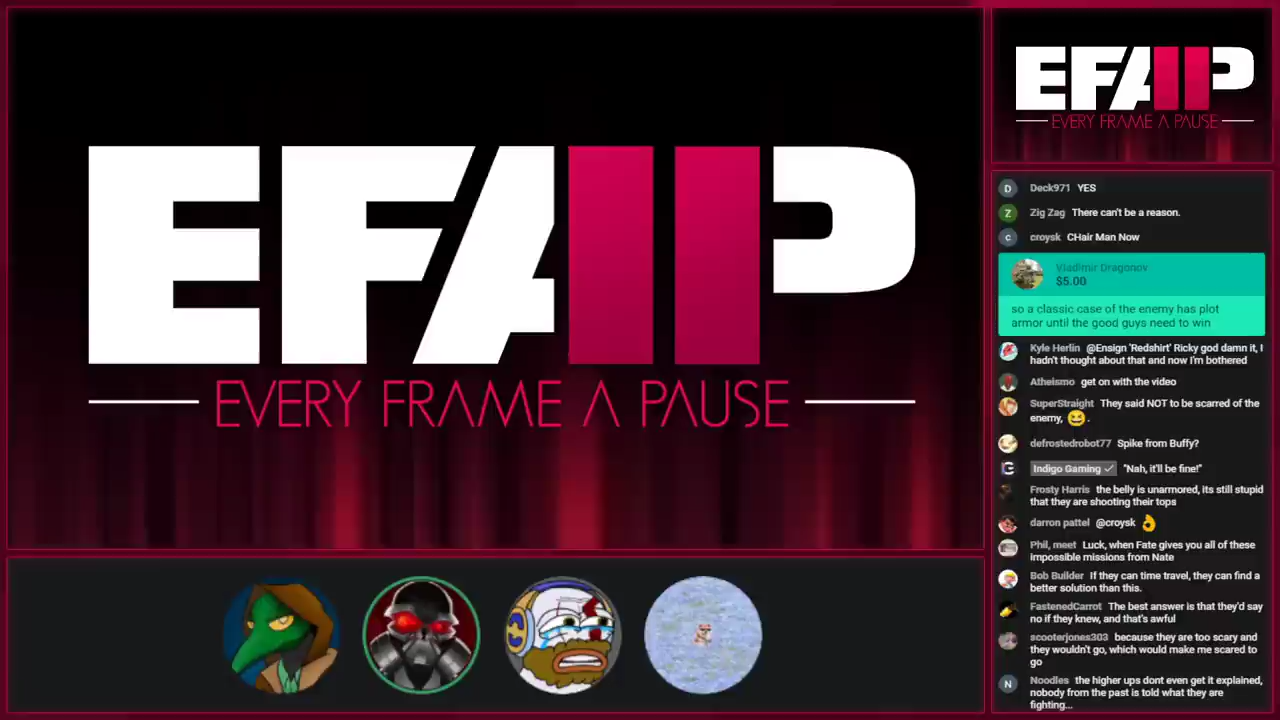 EFAP
EVERY FRAME A PAUSE
EFAP
EVERY FRAME A PAUSE
D Deck971 YES
Z Zig Zag There can't be a reason.
c croysk CHair Man Now
Vladimir Dragonov
$5.00
so a classic case of the enemy has plot
armor until the good guys need to win
Kyle Herlin @Ensign 'Redshirt' Ricky god damn it, I
hadn't thought about that and now I'm bothered
Atheismo get on with the video
SuperStraight They said NOT to be scarred of the
enemy, 😆 .
defrostedrobot77 Spike from Buffy?
Indigo Gaming ✓ "Nah, it'll be fine!"
Frosty Harris the belly is unarmored, its still stupid
that they are shooting their tops
darron pattel @croysk 👌
Phil, meet Luck, when Fate gives you all of these
impossible missions from Nate
Bob Builder If they can time travel, they can find a
better solution than this.
FastenedCarrot The best answer is that they'd say
no if they knew, and that's awful
scooterjones303 because they are too scary and
they wouldn't go, which would make me scared to
go
N Noodles the higher ups dont even get it explained,
nobody from the past is told what they are
fighting...